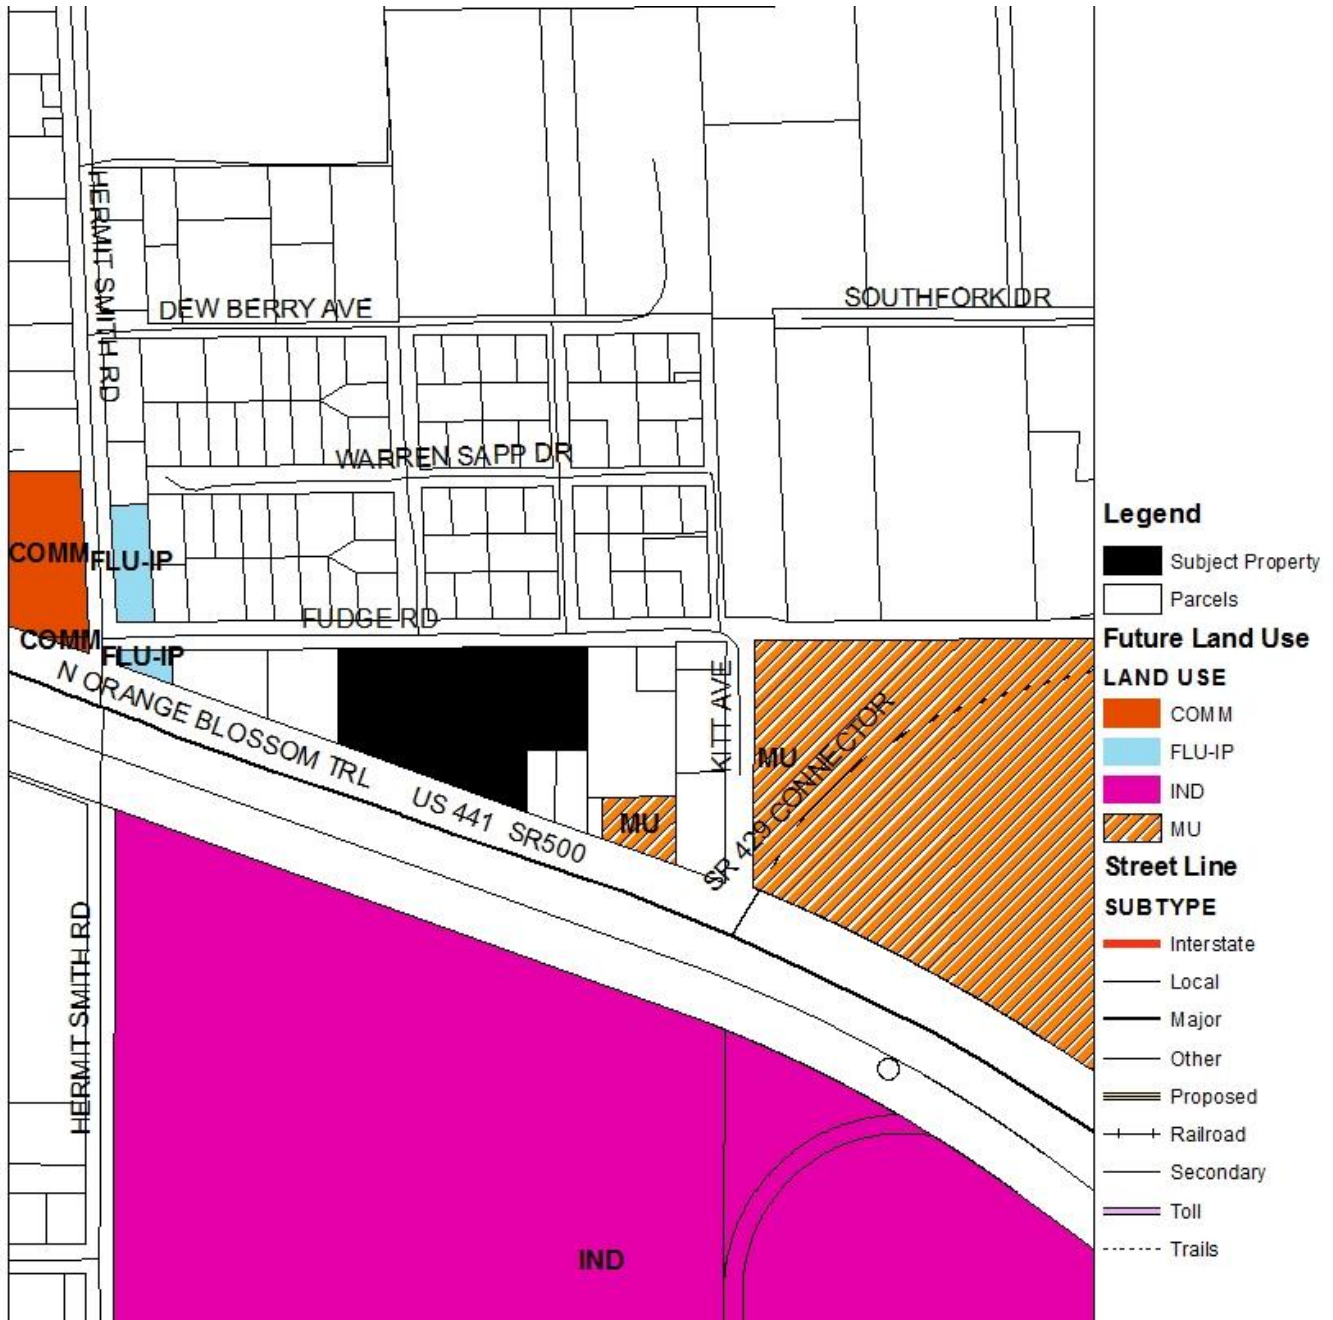 HERMIT SMITH RD
DEW BERRY AVE
SOUTHFORK DR
WARREN SAPP DR
COMM
FLU-IP
FUDGE RD
COMM
FLU-IP
N ORANGE BLOSSOM TRL
US 441 SR500
KITT AVE
MU
SR 429 CONNECTOR
MU
HERMIT SMITH RD
IND
Legend
Subject Property
Parcels
Future Land Use
LAND USE
COMM
FLU-IP
IND
MU
Street Line
SUBTYPE
Interstate
Local
Major
Other
Proposed
Railroad
Secondary
Toll
Trails